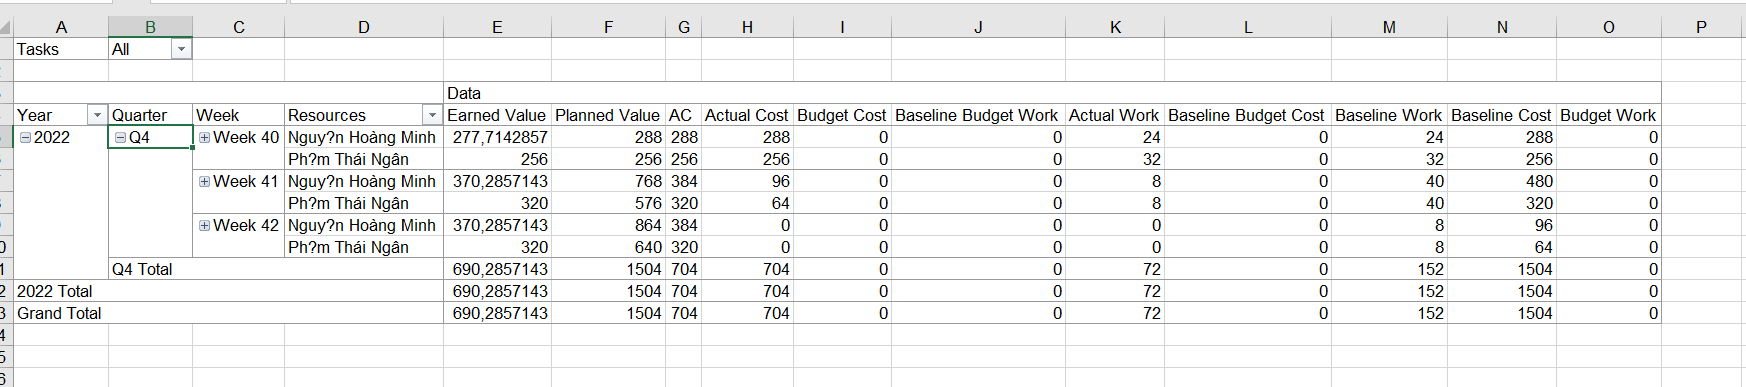 A B C D E F G H I J K L M N O P
Tasks All
Data
Year Quarter Week Resources Earned Value Planned Value AC Actual Cost Budget Cost Baseline Budget Work Actual Work Baseline Budget Cost Baseline Work Baseline Cost Budget Work
2022 Q4 Week 40 Nguy?n Hoàng Minh 277,7142857 288 288 288 0 0 24 0 24 288 0
Ph?m Thái Ngân 256 256 256 256 0 0 32 0 32 256 0
Week 41 Nguy?n Hoàng Minh 370,2857143 768 384 96 0 0 8 0 40 480 0
Ph?m Thái Ngân 320 576 320 64 0 0 8 0 40 320 0
Week 42 Nguy?n Hoàng Minh 370,2857143 864 384 0 0 0 0 0 8 96 0
Ph?m Thái Ngân 320 640 320 0 0 0 0 0 8 64 0
Q4 Total 690,2857143 1504 704 704 0 0 72 0 152 1504 0
2022 Total 690,2857143 1504 704 704 0 0 72 0 152 1504 0
Grand Total 690,2857143 1504 704 704 0 0 72 0 152 1504 0